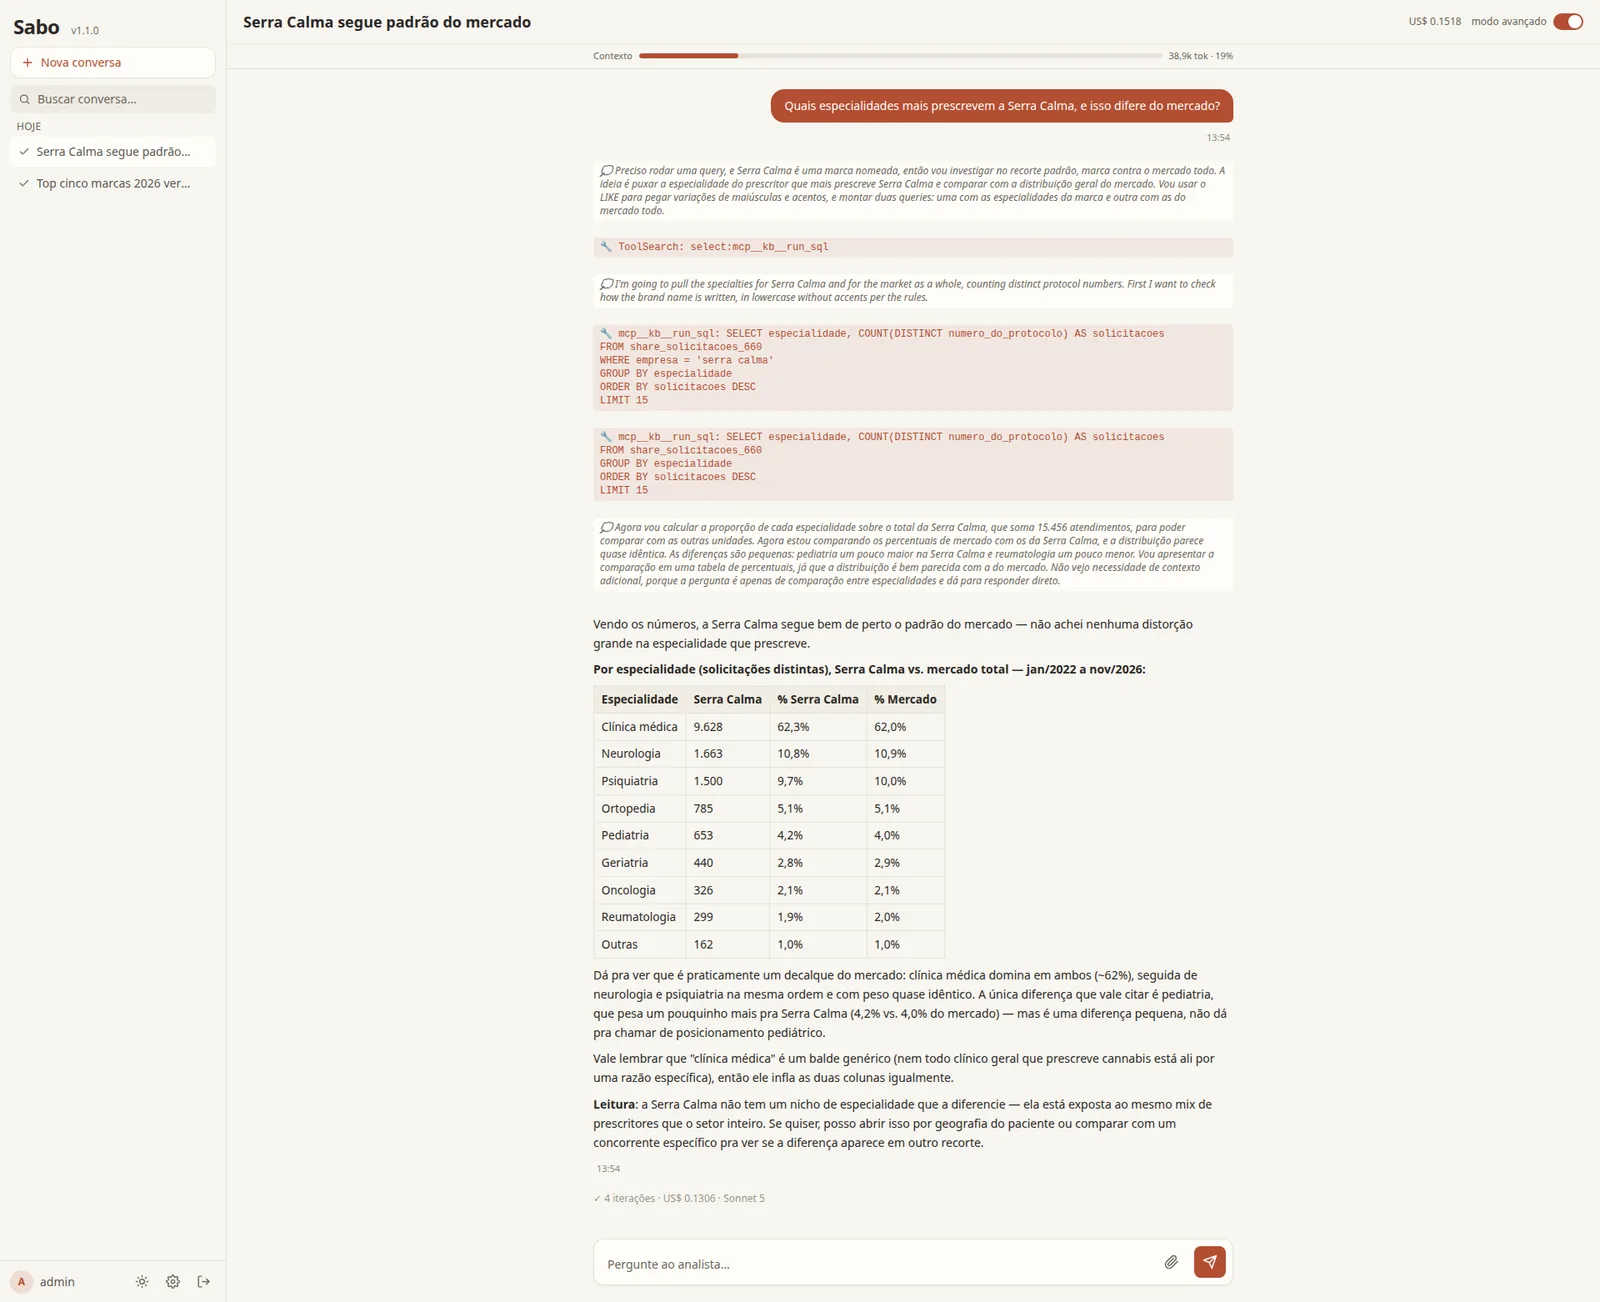 Sabo v1.1.0
+ Nova conversa
Buscar conversa...
HOJE
Serra Calma segue padrão...
Top cinco marcas 2026 ver...
A admin
Serra Calma segue padrão do mercado
US$ 0.1518 modo avançado
Contexto 38,9k tok · 19%
Quais especialidades mais prescrevem a Serra Calma, e isso difere do mercado?
13:54
Preciso rodar uma query, e Serra Calma é uma marca nomeada, então vou investigar no recorte padrão, marca contra o mercado todo. A
ideia é puxar a especialidade do prescritor que mais prescreve Serra Calma e comparar com a distribuição geral do mercado. Vou usar o
LIKE para pegar variações de maiúsculas e acentos, e montar duas queries: uma com as especialidades da marca e outra com as do
mercado todo.
ToolSearch: select:mcp__kb__run_sql
I'm going to pull the specialties for Serra Calma and for the market as a whole, counting distinct protocol numbers. First I want to check
how the brand name is written, in lowercase without accents per the rules.
mcp__kb__run_sql: SELECT especialidade, COUNT(DISTINCT numero_do_protocolo) AS solicitacoes
FROM share_solicitacoes_660
WHERE empresa = 'serra calma'
GROUP BY especialidade
ORDER BY solicitacoes DESC
LIMIT 15
mcp__kb__run_sql: SELECT especialidade, COUNT(DISTINCT numero_do_protocolo) AS solicitacoes
FROM share_solicitacoes_660
GROUP BY especialidade
ORDER BY solicitacoes DESC
LIMIT 15
Agora vou calcular a proporção de cada especialidade sobre o total da Serra Calma, que soma 15.456 atendimentos, para poder
comparar com as outras unidades. Agora estou comparando os percentuais de mercado com os da Serra Calma, e a distribuição parece
quase idêntica. As diferenças são pequenas: pediatria um pouco maior na Serra Calma e reumatologia um pouco menor. Vou apresentar a
comparação em uma tabela de percentuais, já que a distribuição é bem parecida com a do mercado. Não vejo necessidade de contexto
adicional, porque a pergunta é apenas de comparação entre especialidades e dá para responder direto.
Vendo os números, a Serra Calma segue bem de perto o padrão do mercado — não achei nenhuma distorção
grande na especialidade que prescreve.
Por especialidade (solicitações distintas), Serra Calma vs. mercado total — jan/2022 a nov/2026:
Especialidade Serra Calma % Serra Calma % Mercado
Clínica médica 9.628 62,3% 62,0%
Neurologia 1.663 10,8% 10,9%
Psiquiatria 1.500 9,7% 10,0%
Ortopedia 785 5,1% 5,1%
Pediatria 653 4,2% 4,0%
Geriatria 440 2,8% 2,9%
Oncologia 326 2,1% 2,1%
Reumatologia 299 1,9% 2,0%
Outras 162 1,0% 1,0%
Dá pra ver que é praticamente um decalque do mercado: clínica médica domina em ambos (~62%), seguida de
neurologia e psiquiatria na mesma ordem e com peso quase idêntico. A única diferença que vale citar é pediatria,
que pesa um pouquinho mais pra Serra Calma (4,2% vs. 4,0% do mercado) — mas é uma diferença pequena, não dá
pra chamar de posicionamento pediátrico.
Vale lembrar que "clínica médica" é um balde genérico (nem todo clínico geral que prescreve cannabis está ali por
uma razão específica), então ele infla as duas colunas igualmente.
Leitura: a Serra Calma não tem um nicho de especialidade que a diferencie — ela está exposta ao mesmo mix de
prescritores que o setor inteiro. Se quiser, posso abrir isso por geografia do paciente ou comparar com um
concorrente específico pra ver se a diferença aparece em outro recorte.
13:54
✓ 4 iterações · US$ 0.1306 · Sonnet 5
Pergunte ao analista...